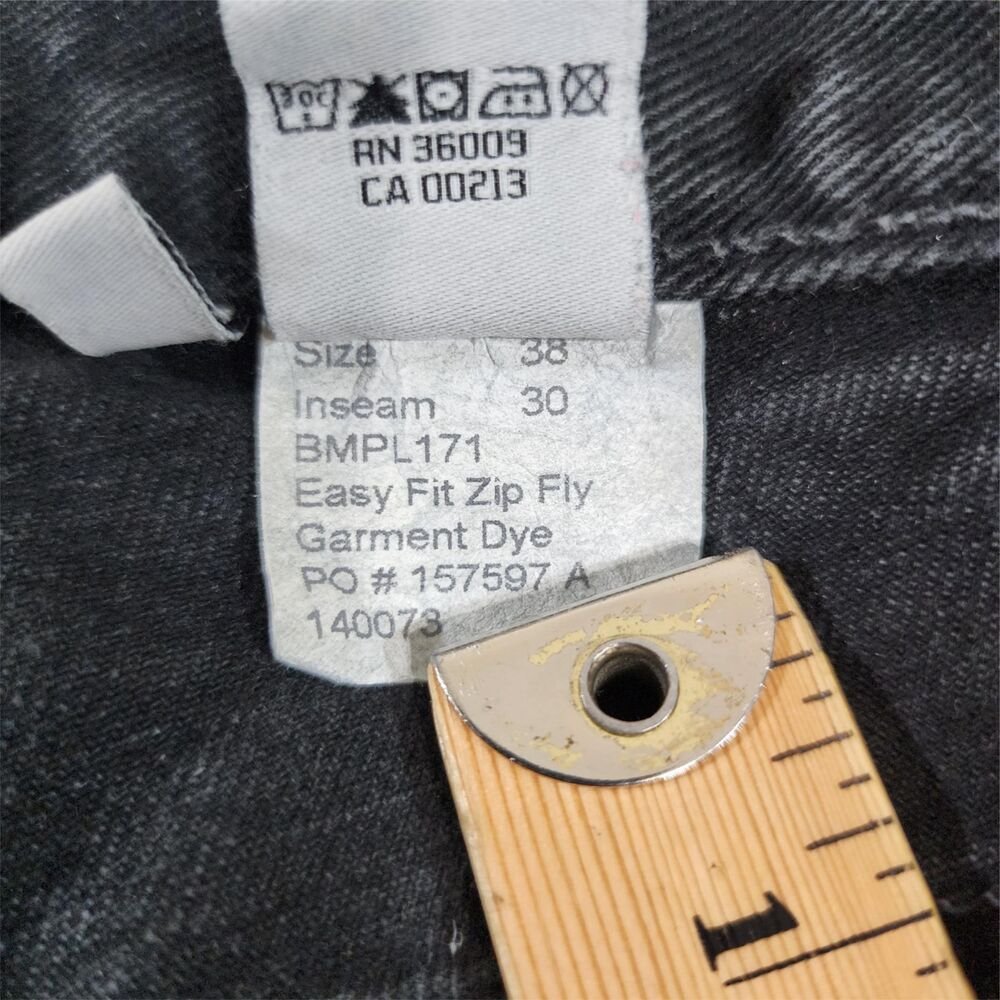 30C
RN 36009
CA 00213
Size 38
Inseam 30
BMPL171
Easy Fit Zip Fly
Garment Dye
PO # 157597 A
140073
1